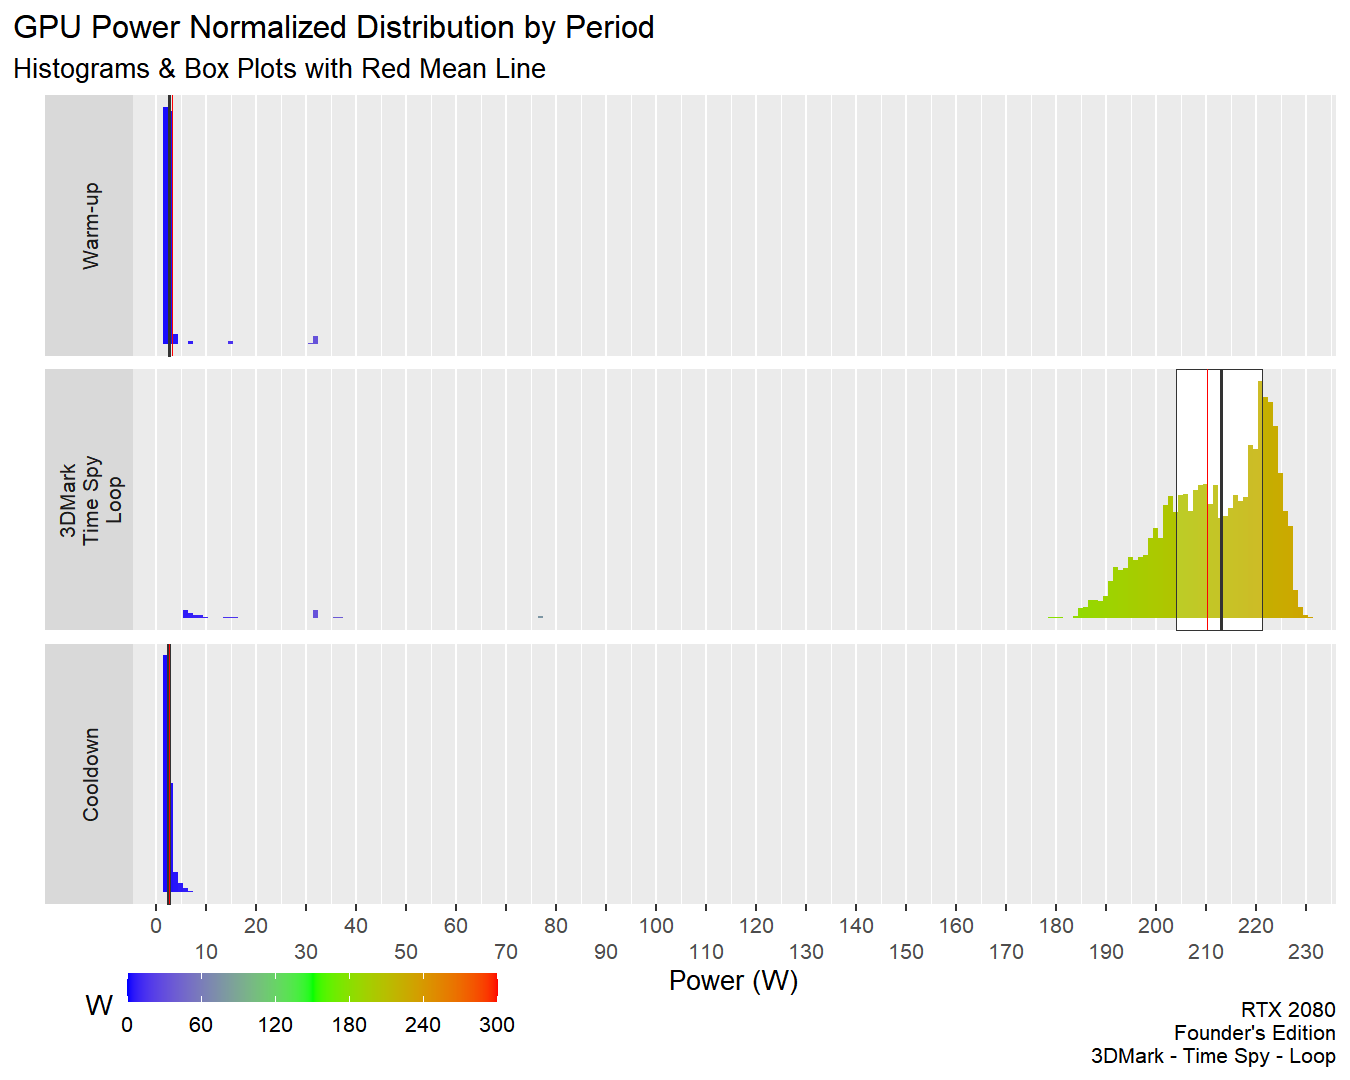 GPU Power Normalized Distribution by Period
Histograms & Box Plots with Red Mean Line
Warm-up
3DMark
Time Spy
Loop
Cooldown
0 20 40 60 80 100 120 140 160 180 200 220
10 30 50 70 90 110 130 150 170 190 210 230
Power (W)
W
0 60 120 180 240 300
RTX 2080
Founder's Edition
3DMark - Time Spy - Loop